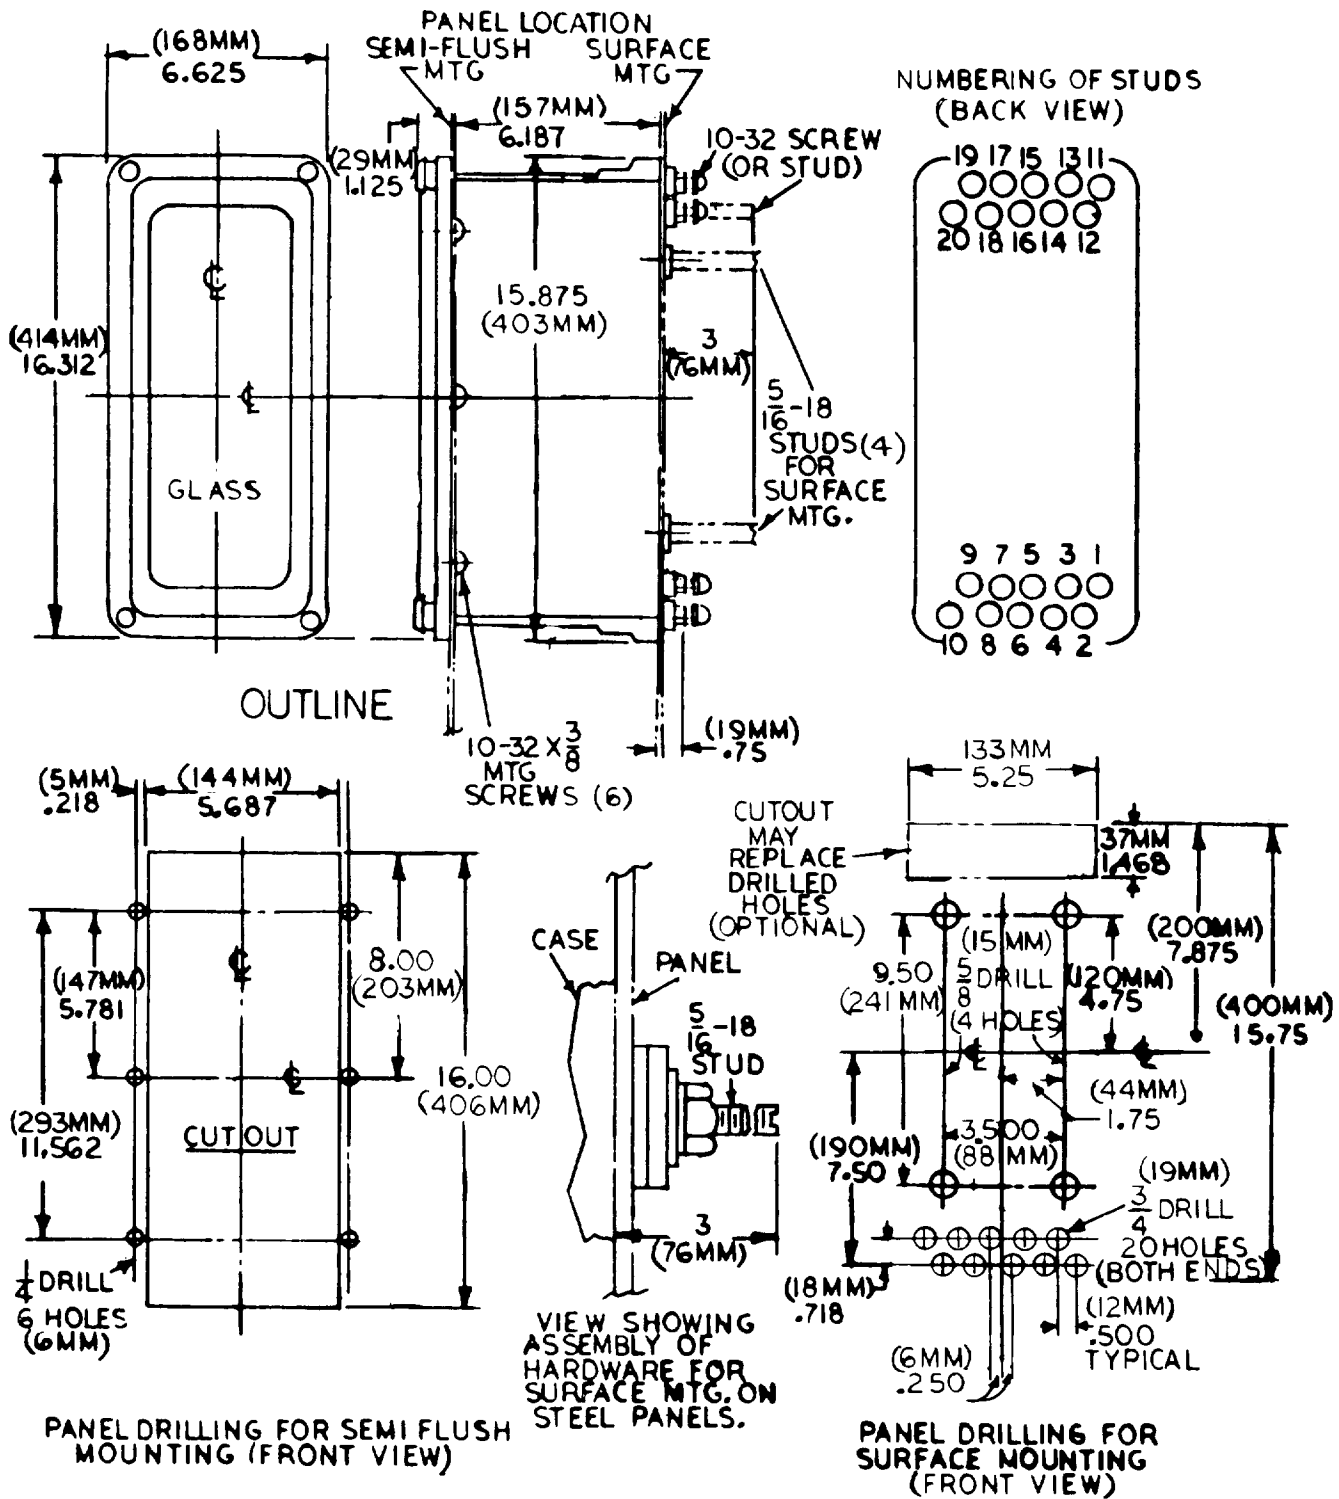 PANEL LOCATION
SEMI-FLUSH MTG
SURFACE MTG
(168MM)
6.625
(157MM)
6.187
(29MM
1.125
10-32 SCREW
(OR STUD)
(414MM)
16.312
℄
℄
GLASS
15.875
(403MM)
3
(76MM)
5/16-18
STUDS(4)
FOR
SURFACE
MTG.
OUTLINE
10-32 X 3/8
MTG
SCREWS (6)
(19MM)
.75
NUMBERING OF STUDS
(BACK VIEW)
19 17 15 13 11
20 18 16 14 12
9 7 5 3 1
10 8 6 4 2
(5MM)
.218
(144MM)
5.687
℄
℄
(147MM)
5.781
8.00
(203MM)
(293MM)
11.562
16.00
(406MM)
CUTOUT
1/4 DRILL
6 HOLES
(6MM)
PANEL DRILLING FOR SEMI FLUSH
MOUNTING (FRONT VIEW)
CASE
PANEL
5/16-18
STUD
3
(76MM)
VIEW SHOWING
ASSEMBLY OF
HARDWARE FOR
SURFACE MTG. ON
STEEL PANELS.
133MM
5.25
CUTOUT
MAY
REPLACE
DRILLED
HOLES
(OPTIONAL)
37MM
1.468
(15MM)
5/8 DRILL
(4 HOLES)
9.50
(241MM)
(120MM)
4.75
(200MM)
7.875
(400MM)
15.75
℄
℄
(44MM)
1.75
3.500
(88MM)
(190MM)
7.50
(19MM)
3/4 DRILL
20 HOLES
(BOTH ENDS)
(18MM)
.718
(12MM)
.500
TYPICAL
(6MM)
.250
PANEL DRILLING FOR
SURFACE MOUNTING
(FRONT VIEW)